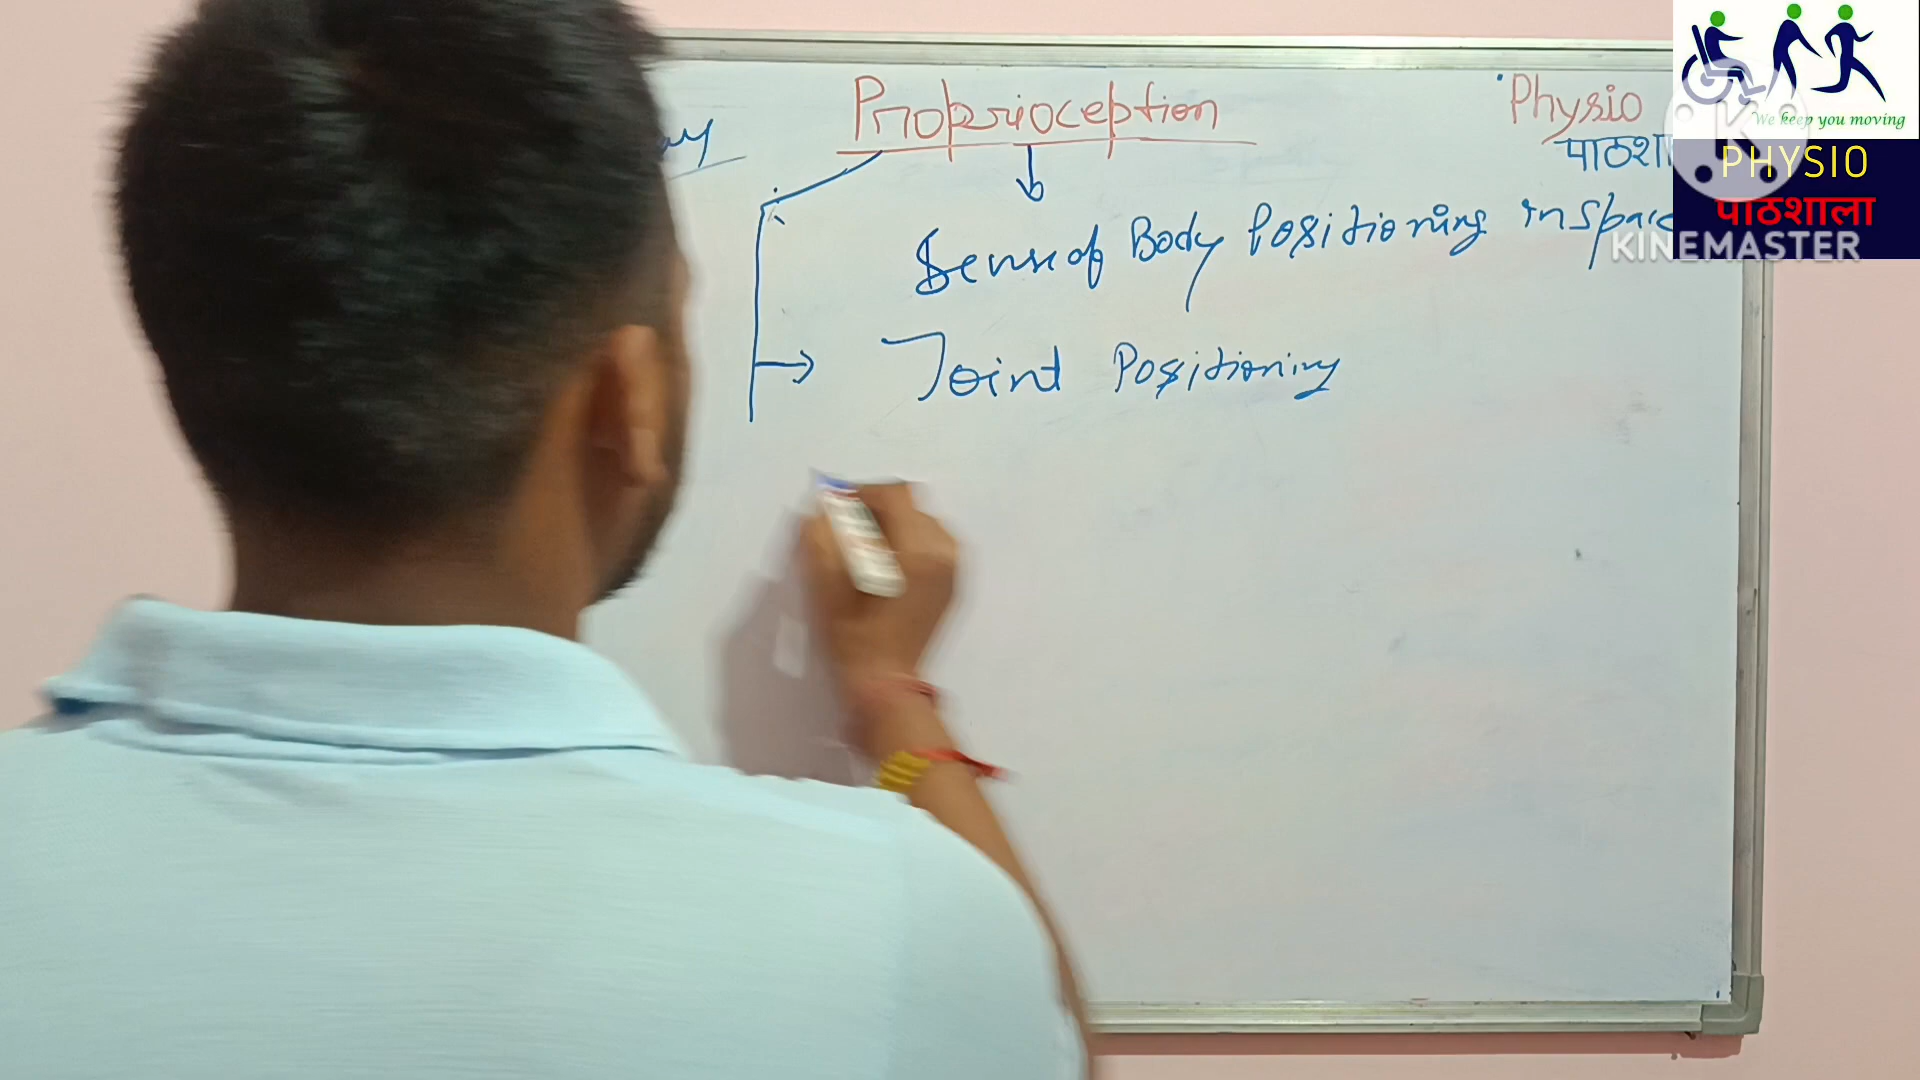 Proprioception
Physio
पाठशा
Sense of Body Positioning in Space
Joint Positioning
We keep you moving
PHYSIO
पाठशाला
KINEMASTER